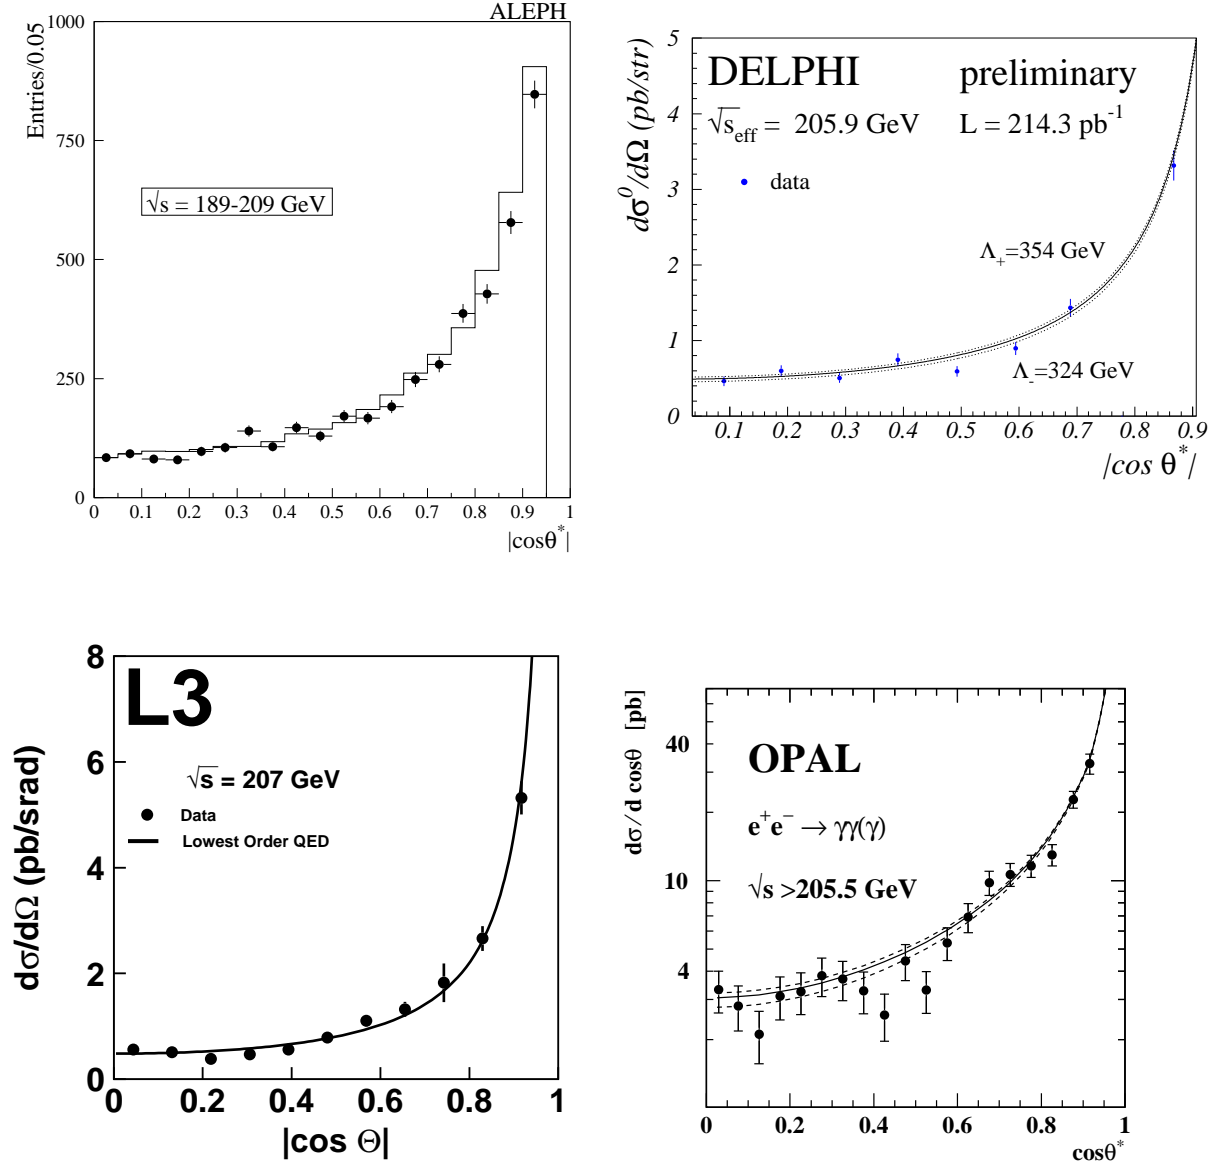 ALEPH
Entries/0.05
1000
750
500
250
0
√s = 189-209 GeV
0 0.1 0.2 0.3 0.4 0.5 0.6 0.7 0.8 0.9 1
|cosθ*|
dσ⁰/dΩ (pb/str)
5
4
3
2
1
0
DELPHI preliminary
√s_eff = 205.9 GeV L = 214.3 pb⁻¹
data
Λ₊=354 GeV
Λ₋=324 GeV
0.1 0.2 0.3 0.4 0.5 0.6 0.7 0.8 0.9
|cos θ*|
dσ/dΩ (pb/srad)
8
6
4
2
0
L3
√s = 207 GeV
Data
Lowest Order QED
0 0.2 0.4 0.6 0.8 1
|cos Θ|
dσ/d cosθ [pb]
40
10
4
OPAL
e⁺e⁻ → γγ(γ)
√s >205.5 GeV
0 0.2 0.4 0.6 0.8 1
cosθ*